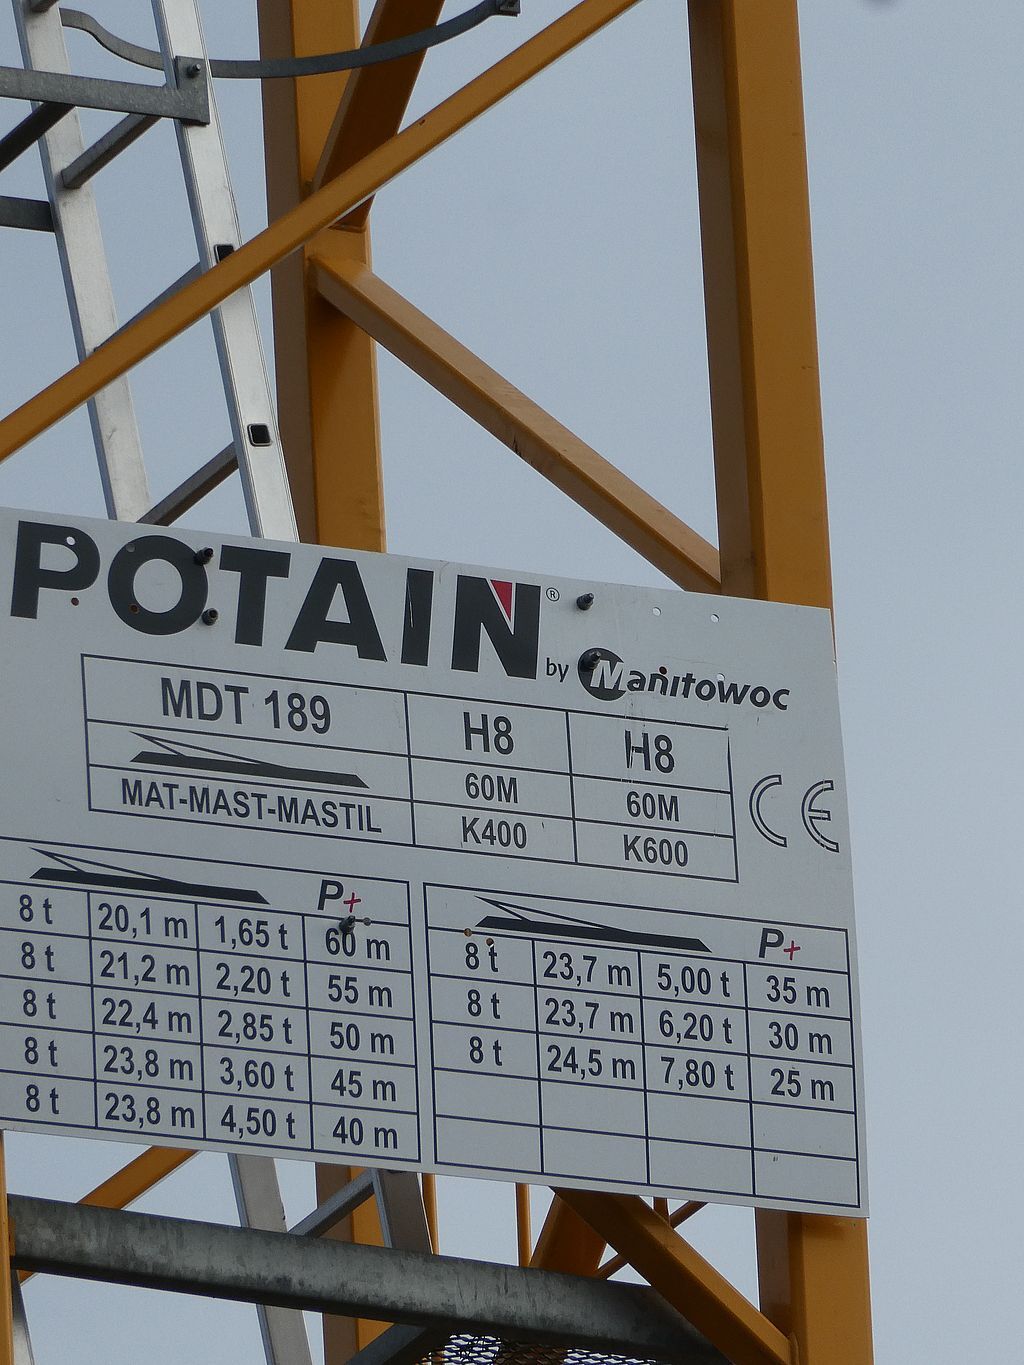 POTAIN®
by Manitowoc
MDT 189 H8 H8
60M 60M
MAT-MAST-MASTIL K400 K600
CE
P+
8 t 20,1 m 1,65 t 60 m
8 t 21,2 m 2,20 t 55 m
8 t 22,4 m 2,85 t 50 m
8 t 23,8 m 3,60 t 45 m
8 t 23,8 m 4,50 t 40 m
P+
8 t 23,7 m 5,00 t 35 m
8 t 23,7 m 6,20 t 30 m
8 t 24,5 m 7,80 t 25 m